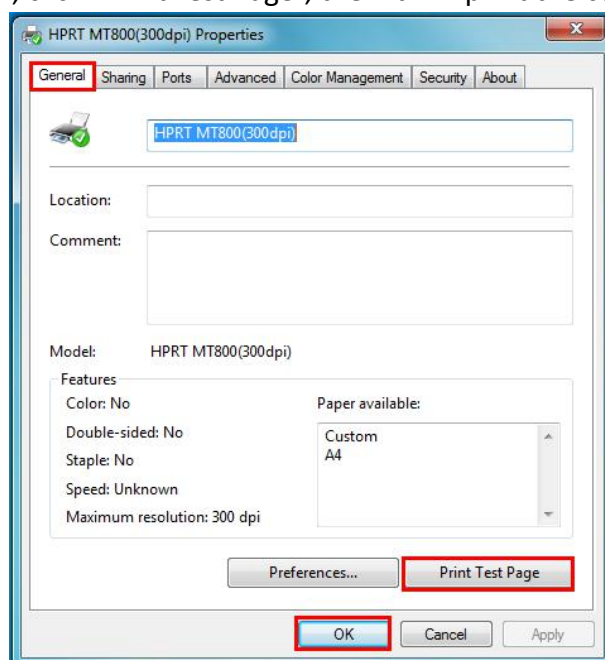 HPRT MT800(300dpi) Properties
X
General Sharing Ports Advanced Color Management Security About
HPRT MT800(300dpi)
Location:
Comment:
Model: HPRT MT800(300dpi)
Features
Color: No Paper available:
Double-sided: No Custom
Staple: No A4
Speed: Unknown
Maximum resolution: 300 dpi
Preferences... Print Test Page
OK Cancel Apply